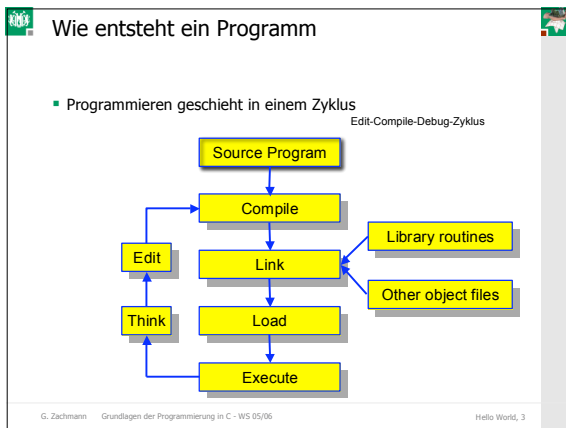 Wie entsteht ein Programm
Programmieren geschieht in einem Zyklus
Edit-Compile-Debug-Zyklus
Source Program
Compile
Library routines
Edit
Link
Other object files
Think
Load
Execute
G. Zachmann Grundlagen der Programmierung in C - WS 05/06
Hello World, 3